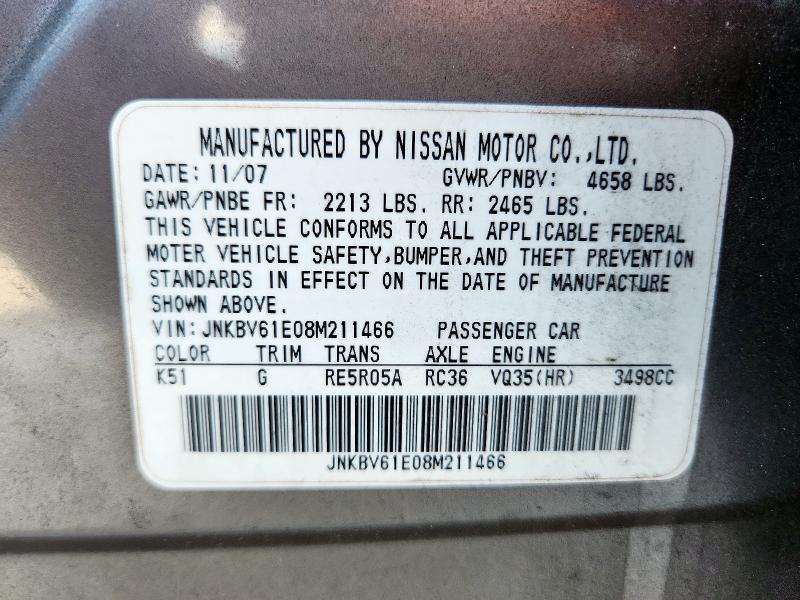 MANUFACTURED BY NISSAN MOTOR CO.,LTD.
DATE: 11/07 GVWR/PNBV: 4658 LBS.
GAWR/PNBE FR: 2213 LBS. RR: 2465 LBS.
THIS VEHICLE CONFORMS TO ALL APPLICABLE FEDERAL
MOTER VEHICLE SAFETY,BUMPER,AND THEFT PREVENTION
STANDARDS IN EFFECT ON THE DATE OF MANUFACTURE
SHOWN ABOVE.
VIN:JNKBV61E08M211466 PASSENGER CAR
COLOR TRIM TRANS AXLE ENGINE
K51 G RE5R05A RC36 VQ35(HR) 3498CC
JNKBV61E08M211466